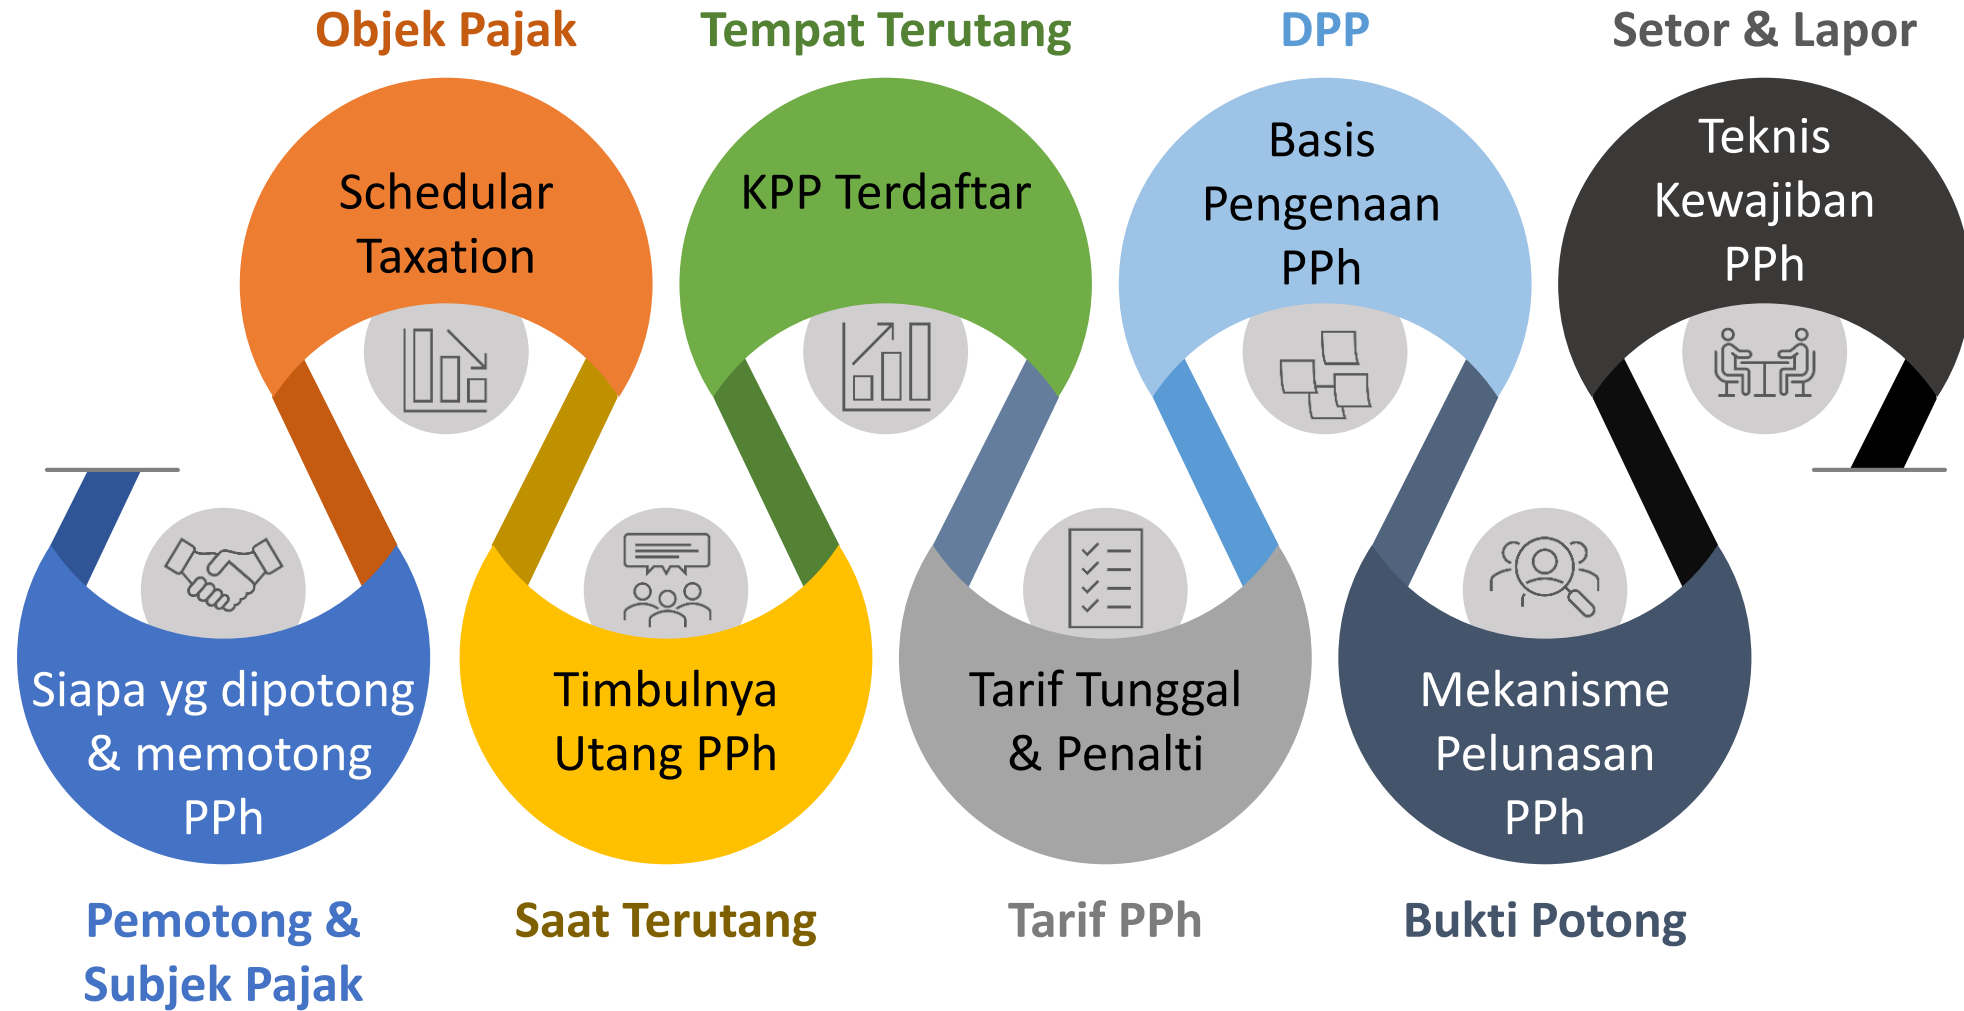 Objek Pajak
Tempat Terutang
DPP
Setor & Lapor
Schedular
Taxation
KPP Terdaftar
Basis
Pengenaan
PPh
Teknis
Kewajiban
PPh
Siapa yg dipotong
& memotong
PPh
Timbulnya
Utang PPh
Tarif Tunggal
& Penalti
Mekanisme
Pelunasan
PPh
Pemotong &
Subjek Pajak
Saat Terutang
Tarif PPh
Bukti Potong